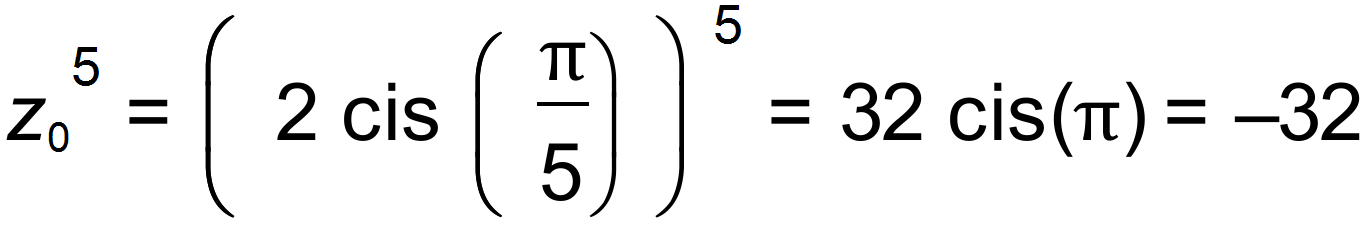 z₀⁵ = ( 2 cis ( π/5 ) )⁵ = 32 cis(π) = –32